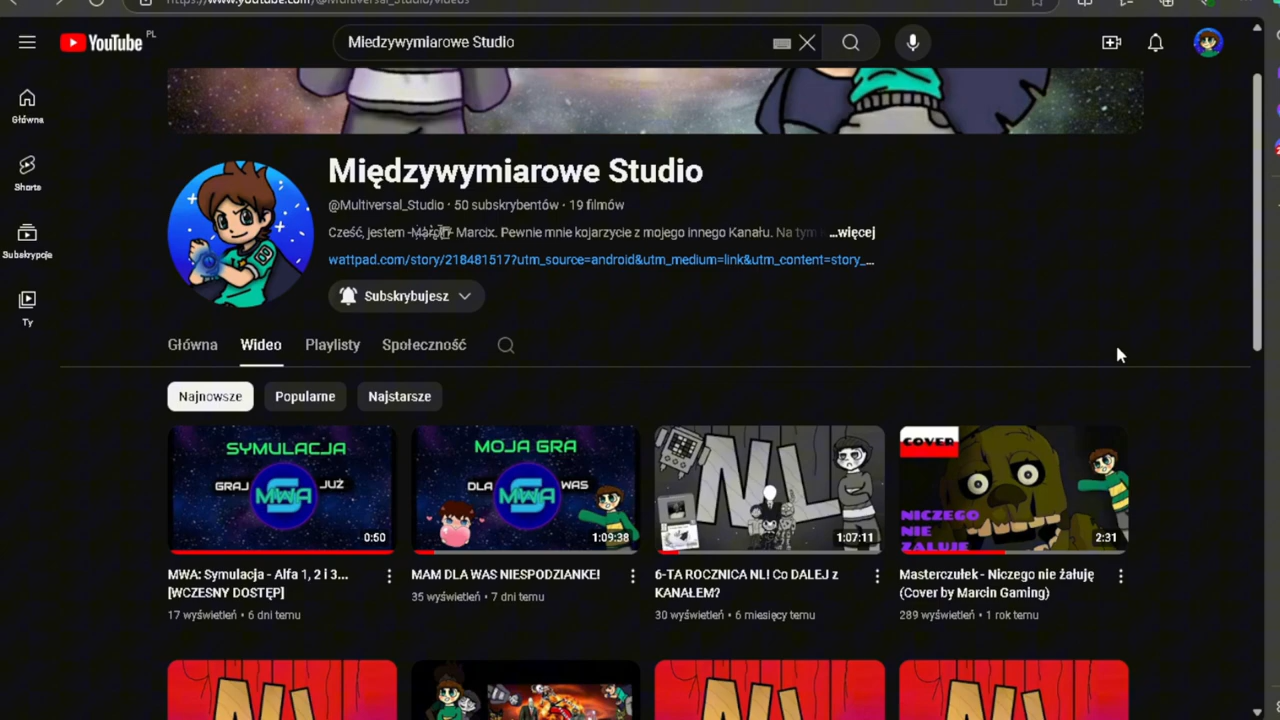 https://www.youtube.com/@Multiversal_Studio/videos
YouTube PL
Miedzywymiarowe Studio
Główna
Shorts
Subskrypcje
Ty
Międzywymiarowe Studio
@Multiversal_Studio · 50 subskrybentów · 19 filmów
Cześć, jestem Marcix. Pewnie mnie kojarzycie z mojego innego Kanału. Na tym ...więcej
wattpad.com/story/218481517?utm_source=android&utm_medium=link&utm_content=story_...
Subskrybujesz
Główna Wideo Playlisty Społeczność
Najnowsze Popularne Najstarsze
SYMULACJA
GRAJ MWA JUŻ
0:50
MWA: Symulacja - Alfa 1, 2 i 3...
[WCZESNY DOSTĘP]
17 wyświetleń • 6 dni temu
MOJA GRA
DLA MWA WAS
1:09:38
MAM DLA WAS NIESPODZIANKE!
35 wyświetleń • 7 dni temu
NL
1:07:11
6-TA ROCZNICA NL! Co DALEJ z
KANAŁEM?
30 wyświetleń • 6 miesięcy temu
COVER
NICZEGO
NIE
ŻAŁUJĘ
2:31
Masterczułek - Niczego nie żałuję
(Cover by Marcin Gaming)
289 wyświetleń • 1 rok temu